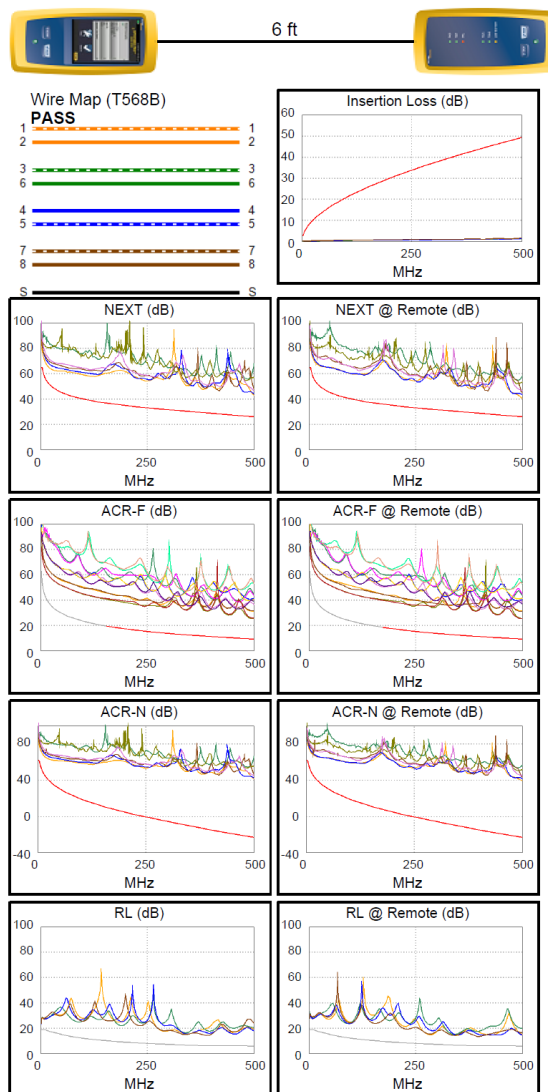 6 ft
Wire Map (T568B)
PASS
1 1
2 2
3 3
6 6
4 4
5 5
7 7
8 8
S S
Insertion Loss (dB)
60
50
40
30
20
10
0
0 250 500
MHz
NEXT (dB)
100
80
60
40
20
0
0 250 500
MHz
NEXT @ Remote (dB)
100
80
60
40
20
0
0 250 500
MHz
ACR-F (dB)
100
80
60
40
20
0
0 250 500
MHz
ACR-F @ Remote (dB)
100
80
60
40
20
0
0 250 500
MHz
ACR-N (dB)
80
40
0
-40
0 250 500
MHz
ACR-N @ Remote (dB)
80
40
0
-40
0 250 500
MHz
RL (dB)
100
80
60
40
20
0
0 250 500
MHz
RL @ Remote (dB)
100
80
60
40
20
0
0 250 500
MHz